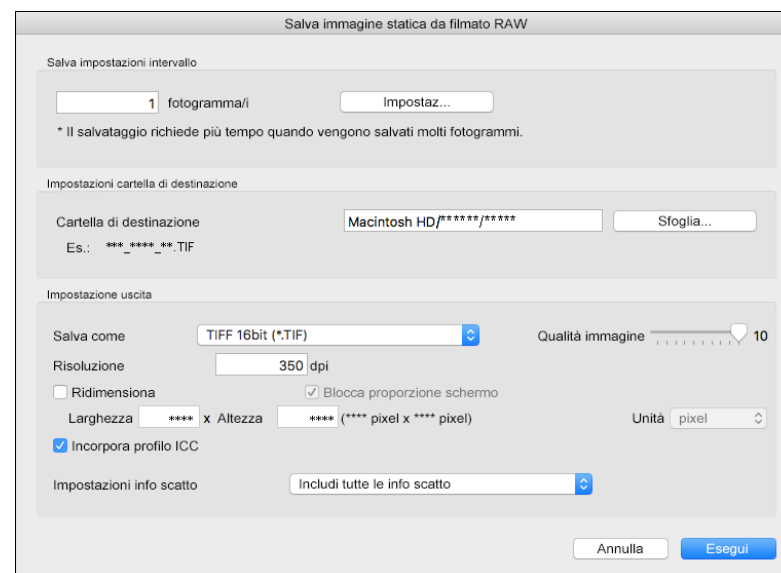 Salva immagine statica da filmato RAW
Salva impostazioni intervallo
1 fotogramma/i Impostaz...
* Il salvataggio richiede più tempo quando vengono salvati molti fotogrammi.
Impostazioni cartella di destinazione
Cartella di destinazione Macintosh HD/******/***** Sfoglia...
Es.: ***_****_**.TIF
Impostazione uscita
Salva come TIFF 16bit (*.TIF) Qualità immagine 10
Risoluzione 350 dpi
Ridimensiona Blocca proporzione schermo
Larghezza **** x Altezza **** (**** pixel x **** pixel) Unità pixel
Incorpora profilo ICC
Impostazioni info scatto Includi tutte le info scatto
Annulla Esegui